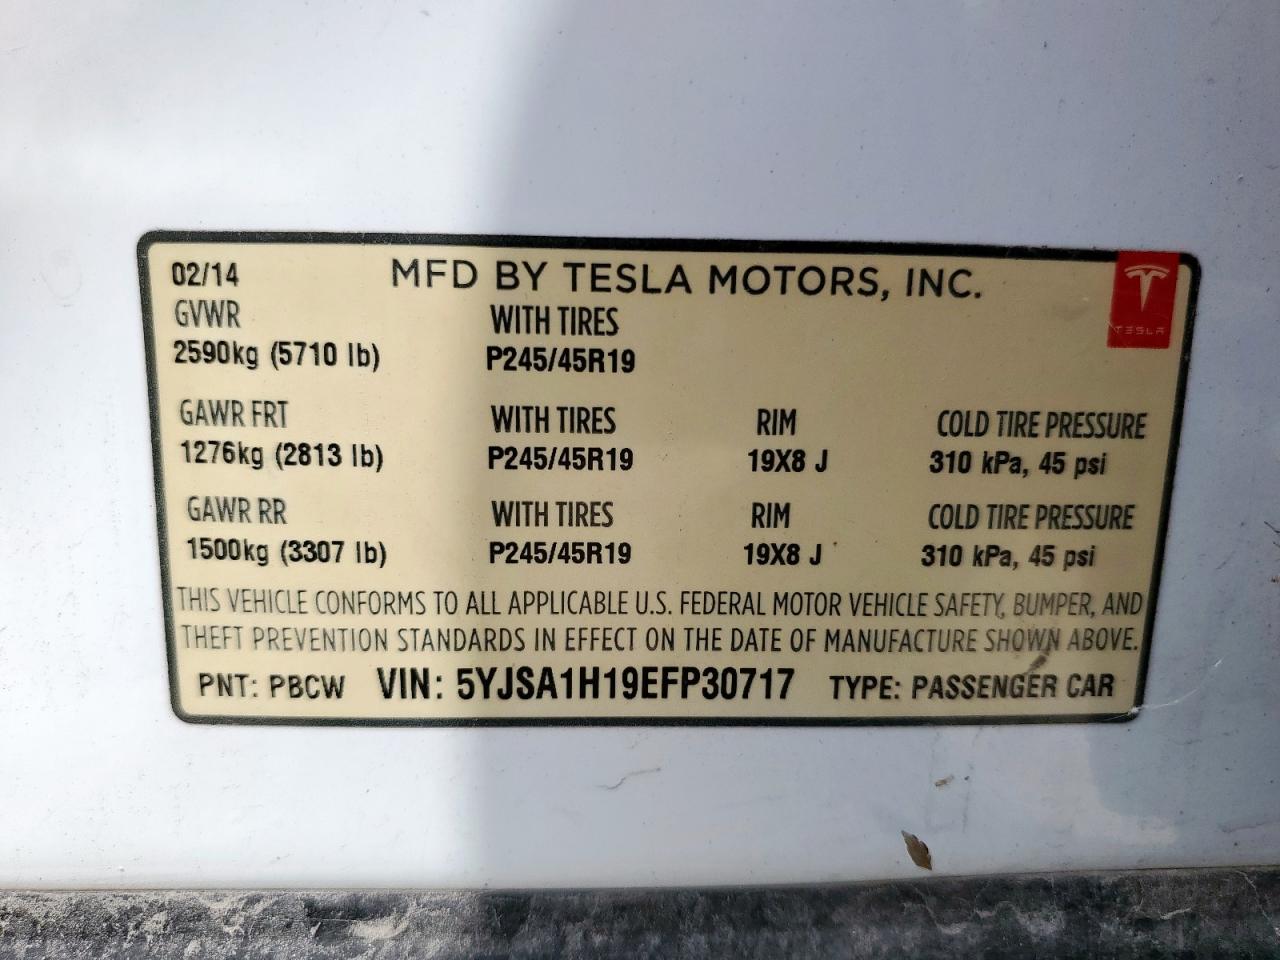 02/14 MFD BY TESLA MOTORS, INC.
TESLA
GVWR WITH TIRES
2590kg (5710 lb) P245/45R19
GAWR FRT WITH TIRES RIM COLD TIRE PRESSURE
1276kg (2813 lb) P245/45R19 19X8 J 310 kPa, 45 psi
GAWR RR WITH TIRES RIM COLD TIRE PRESSURE
1500kg (3307 lb) P245/45R19 19X8 J 310 kPa, 45 psi
THIS VEHICLE CONFORMS TO ALL APPLICABLE U.S. FEDERAL MOTOR VEHICLE SAFETY, BUMPER, AND
THEFT PREVENTION STANDARDS IN EFFECT ON THE DATE OF MANUFACTURE SHOWN ABOVE.
PNT: PBCW VIN: 5YJSA1H19EFP30717 TYPE: PASSENGER CAR